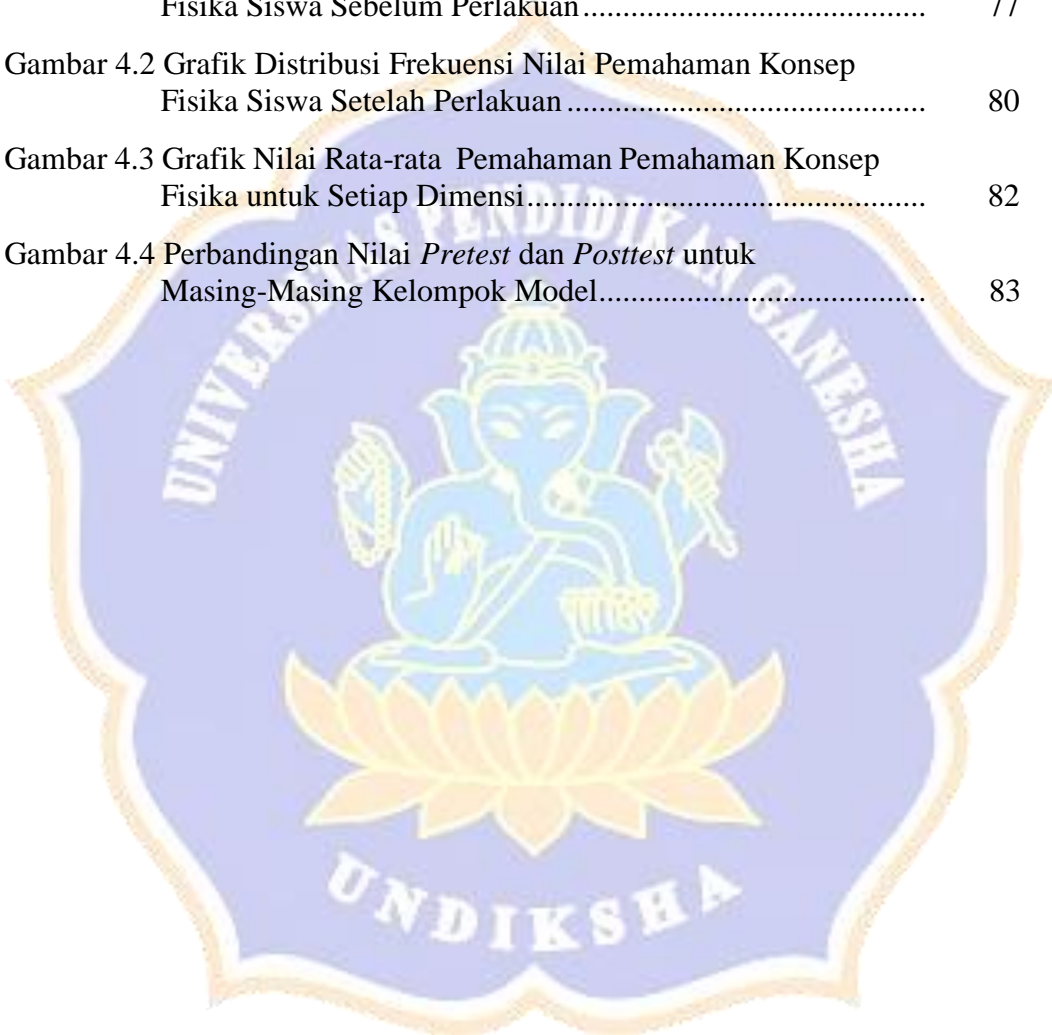 Fisika Siswa Sebelum Perlakuan........................................... 77
Gambar 4.2 Grafik Distribusi Frekuensi Nilai Pemahaman Konsep
Fisika Siswa Setelah Perlakuan............................................. 80
Gambar 4.3 Grafik Nilai Rata-rata Pemahaman Pemahaman Konsep
Fisika untuk Setiap Dimensi.................................................. 82
Gambar 4.4 Perbandingan Nilai Pretest dan Posttest untuk
Masing-Masing Kelompok Model......................................... 83
UNIVERSITAS PENDIDIKAN GANESHA
UNDIKSHA